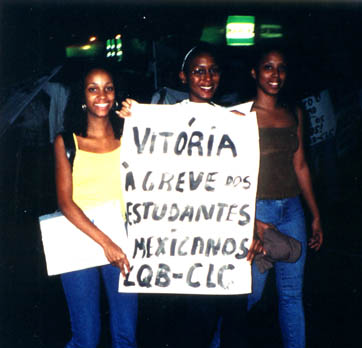 VITÓRIA
À GREVE DOS
ESTUDANTES
MEXICANOS
LQB-CLC